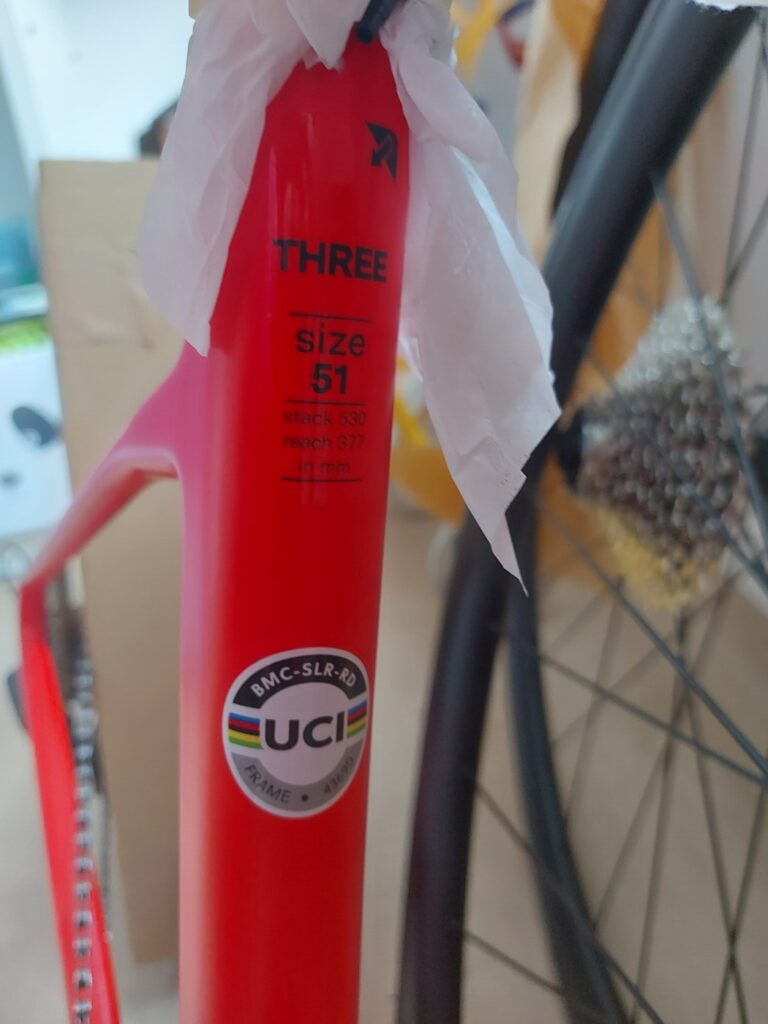 THREE
size
51
stack 530
reach 377
in mm
BMC-SLR-RD
UCI
FRAME •